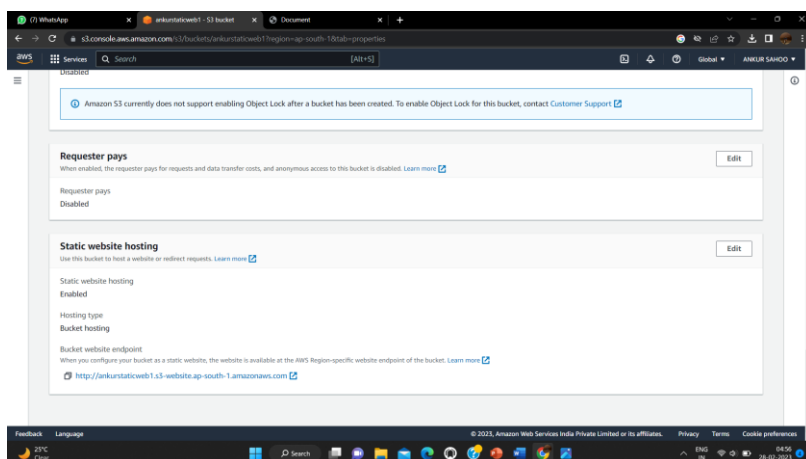 (7) WhatsApp
ankurstaticweb1 - S3 bucket
Document
s3.console.aws.amazon.com/s3/buckets/ankurstaticweb1?region=ap-south-1&tab=properties
aws
Services
Search
[Alt+S]
Global
ANKUR SAHOO
Disabled
Amazon S3 currently does not support enabling Object Lock after a bucket has been created. To enable Object Lock for this bucket, contact Customer Support
Requester pays
Edit
When enabled, the requester pays for requests and data transfer costs, and anonymous access to this bucket is disabled. Learn more
Requester pays
Disabled
Static website hosting
Edit
Use this bucket to host a website or redirect requests. Learn more
Static website hosting
Enabled
Hosting type
Bucket hosting
Bucket website endpoint
When you configure your bucket as a static website, the website is available at the AWS Region-specific website endpoint of the bucket. Learn more
http://ankurstaticweb1.s3-website.ap-south-1.amazonaws.com
Feedback
Language
© 2023, Amazon Web Services India Private Limited or its affiliates.
Privacy
Terms
Cookie preferences
25°C
Clear
Search
ENG
IN
04:56
28-02-2023